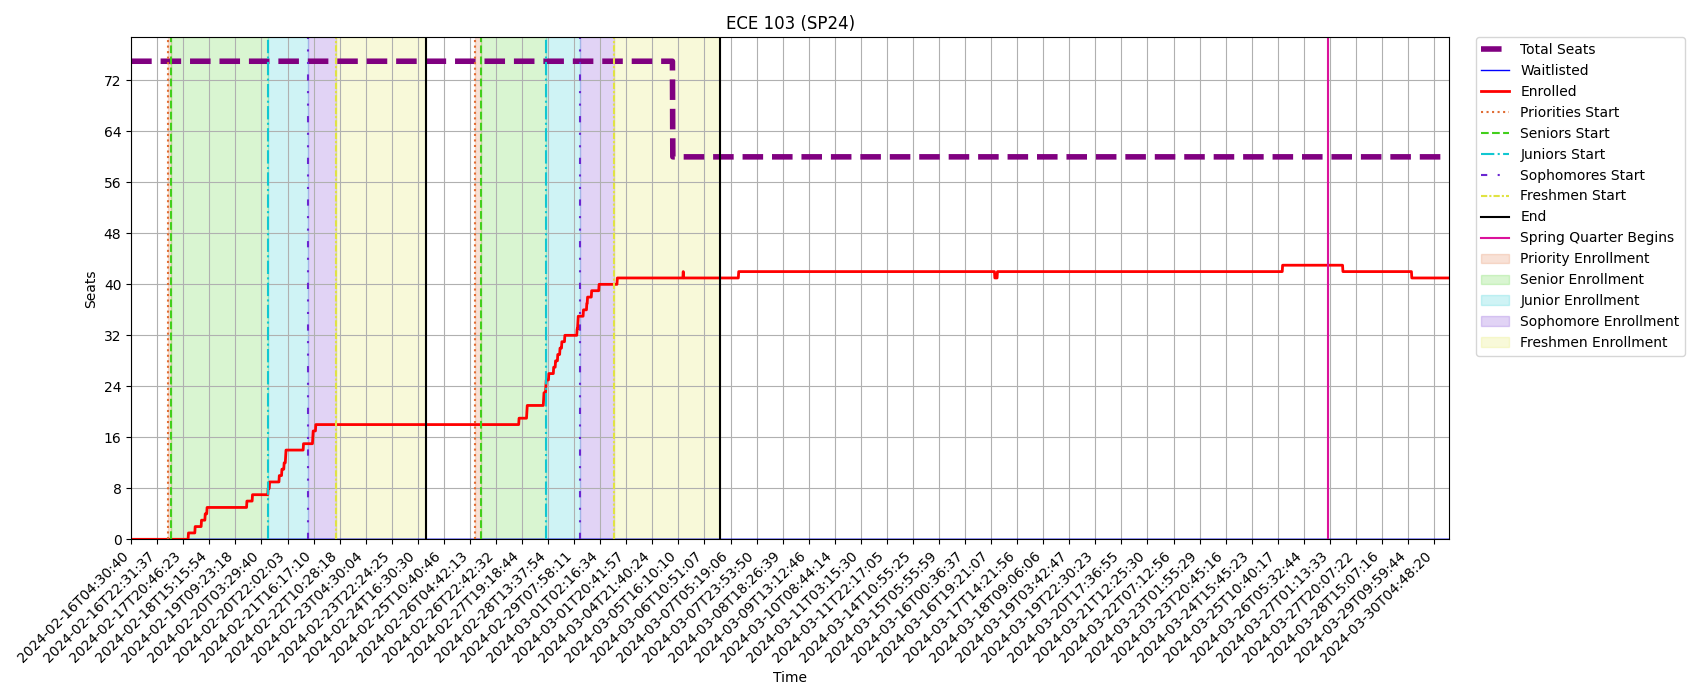 ECE 103 (SP24)
Seats
72
64
56
48
40
32
24
16
8
0
2024-02-16T04:30:40
2024-02-16T22:31:37
2024-02-17T20:46:23
2024-02-18T15:15:54
2024-02-19T09:23:18
2024-02-20T03:29:40
2024-02-20T22:02:03
2024-02-21T16:17:10
2024-02-22T10:28:18
2024-02-23T04:30:04
2024-02-23T22:24:25
2024-02-24T16:30:30
2024-02-25T10:40:46
2024-02-26T04:42:13
2024-02-26T22:42:32
2024-02-27T19:18:44
2024-02-28T13:37:54
2024-02-29T07:58:11
2024-03-01T02:16:34
2024-03-01T20:41:57
2024-03-04T21:40:24
2024-03-05T16:10:10
2024-03-06T10:51:07
2024-03-07T05:19:06
2024-03-07T23:53:50
2024-03-08T18:26:39
2024-03-09T13:12:46
2024-03-10T08:44:14
2024-03-11T03:15:30
2024-03-11T22:17:05
2024-03-14T10:55:25
2024-03-15T05:55:59
2024-03-16T00:36:37
2024-03-16T19:21:07
2024-03-17T14:21:56
2024-03-18T09:06:06
2024-03-19T03:42:47
2024-03-19T22:30:23
2024-03-20T17:36:55
2024-03-21T12:25:30
2024-03-22T07:12:56
2024-03-23T01:55:29
2024-03-23T20:45:16
2024-03-24T15:45:23
2024-03-25T10:40:17
2024-03-26T05:32:44
2024-03-27T01:13:33
2024-03-27T20:07:22
2024-03-28T15:07:16
2024-03-29T09:59:44
2024-03-30T04:48:20
Time
Total Seats
Waitlisted
Enrolled
Priorities Start
Seniors Start
Juniors Start
Sophomores Start
Freshmen Start
End
Spring Quarter Begins
Priority Enrollment
Senior Enrollment
Junior Enrollment
Sophomore Enrollment
Freshmen Enrollment